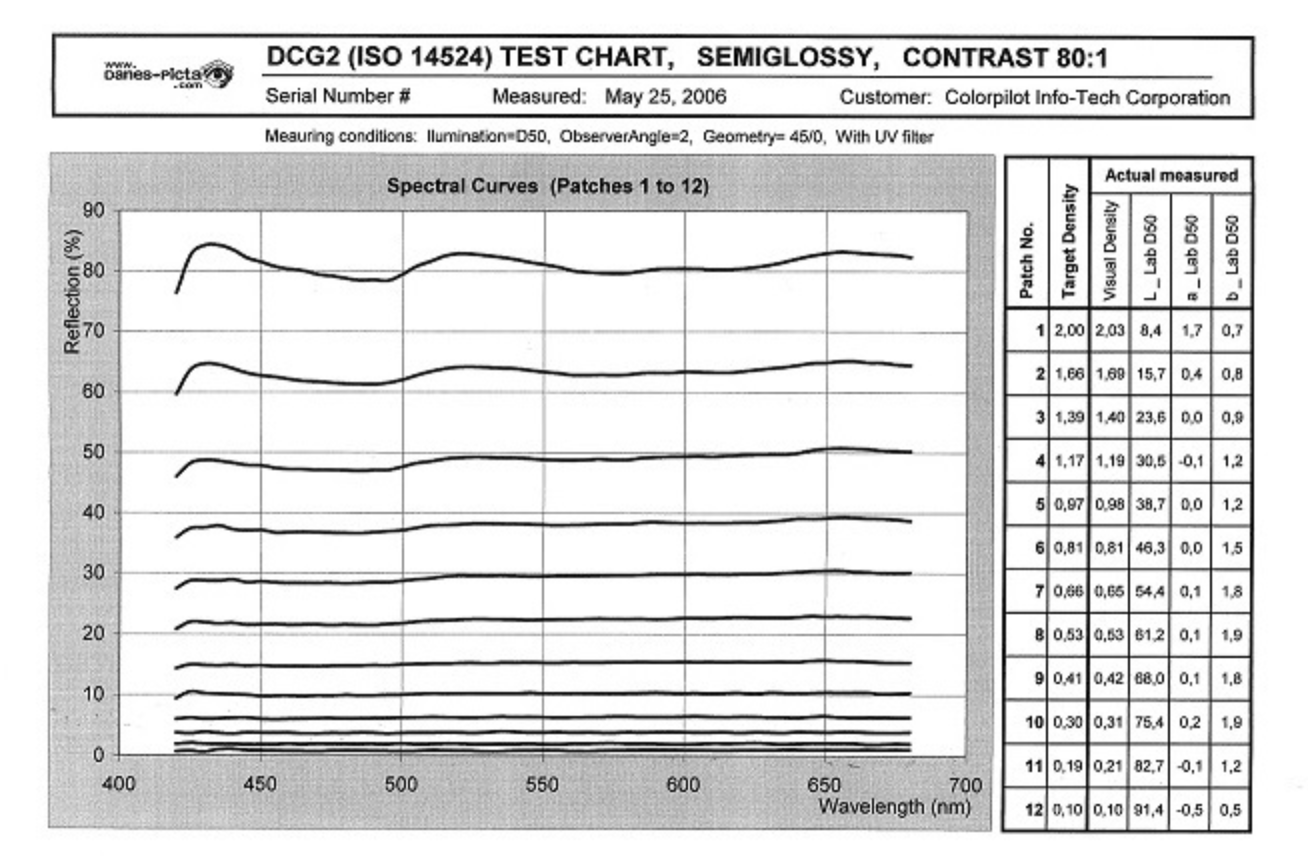 www.
Danes-Picta
.com
DCG2 (ISO 14524) TEST CHART, SEMIGLOSSY, CONTRAST 80:1
Serial Number # Measured: May 25, 2006 Customer: Colorpilot Info-Tech Corporation
Meauring conditions: Ilumination=D50, ObserverAngle=2, Geometry= 45/0, With UV filter
Spectral Curves (Patches 1 to 12)
Reflection (%)
90
80
70
60
50
40
30
20
10
0
400 450 500 550 600 650 700
Wavelength (nm)
Actual measured
Patch No. Target Density Visual Density L_ Lab D50 a_ Lab D50 b_ Lab D50
1 2,00 2,03 8,4 1,7 0,7
2 1,66 1,69 15,7 0,4 0,8
3 1,39 1,40 23,6 0,0 0,9
4 1,17 1,19 30,5 -0,1 1,2
5 0,97 0,98 38,7 0,0 1,2
6 0,81 0,81 46,3 0,0 1,5
7 0,66 0,65 54,4 0,1 1,8
8 0,53 0,53 61,2 0,1 1,9
9 0,41 0,42 68,0 0,1 1,8
10 0,30 0,31 75,4 0,2 1,9
11 0,19 0,21 82,7 -0,1 1,2
12 0,10 0,10 91,4 -0,5 0,5